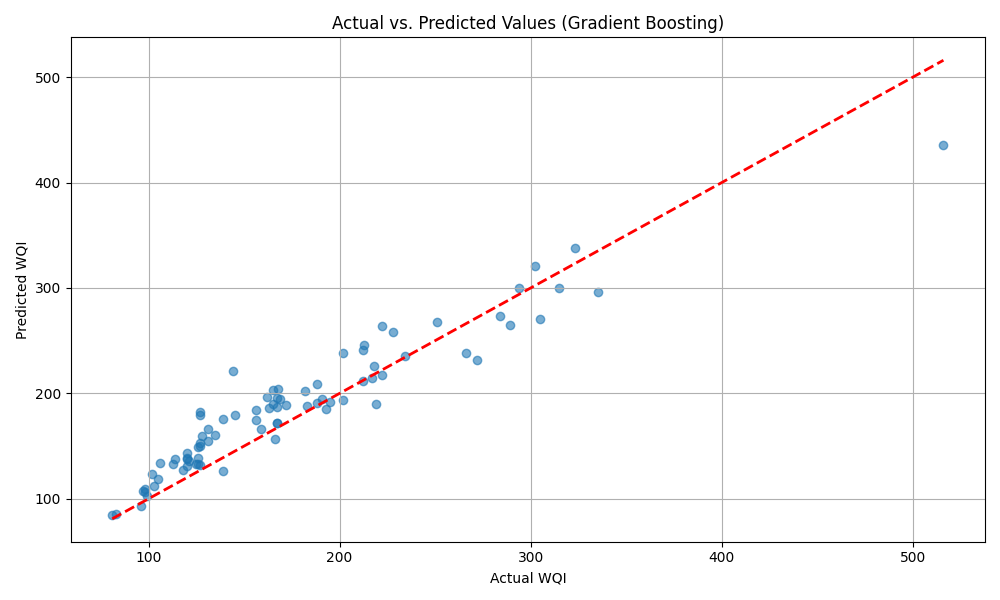 Actual vs. Predicted Values (Gradient Boosting)
500
400
300
200
100
Predicted WQI
100 200 300 400 500
Actual WQI